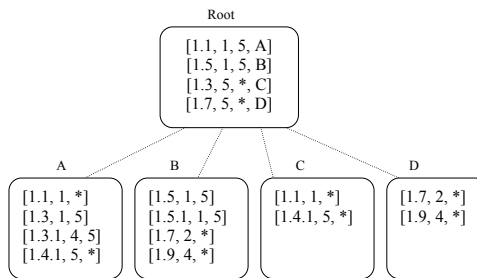 Root
[1.1, 1, 5, A]
[1.5, 1, 5, B]
[1.3, 5, *, C]
[1.7, 5, *, D]
A
[1.1, 1, *]
[1.3, 1, 5]
[1.3.1, 4, 5]
[1.4.1, 5, *]
B
[1.5, 1, 5]
[1.5.1, 1, 5]
[1.7, 2, *]
[1.9, 4, *]
C
[1.1, 1, *]
[1.4.1, 5, *]
D
[1.7, 2, *]
[1.9, 4, *]